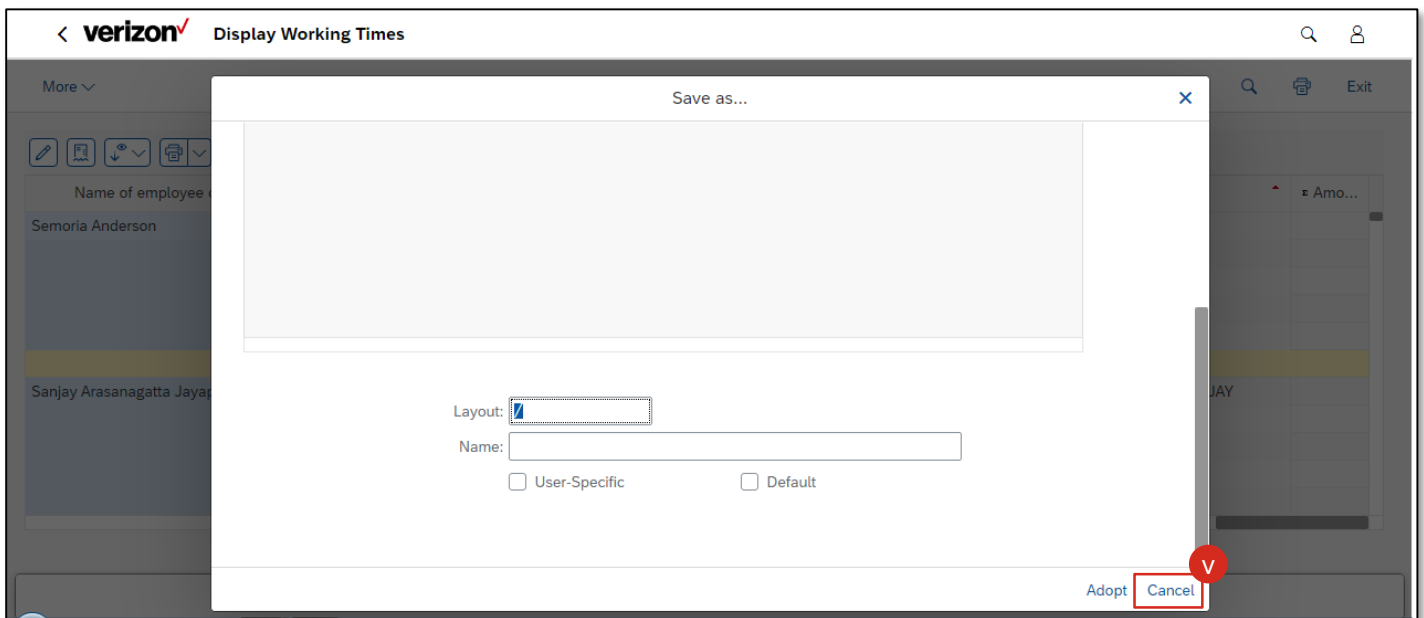 verizon Display Working Times
More
Exit
Save as...
Name of employee
Σ Amo...
Semoria Anderson
Sanjay Arasanagatta Jayap
JAY
Layout: /
Name:
User-Specific
Default
V
Adopt
Cancel